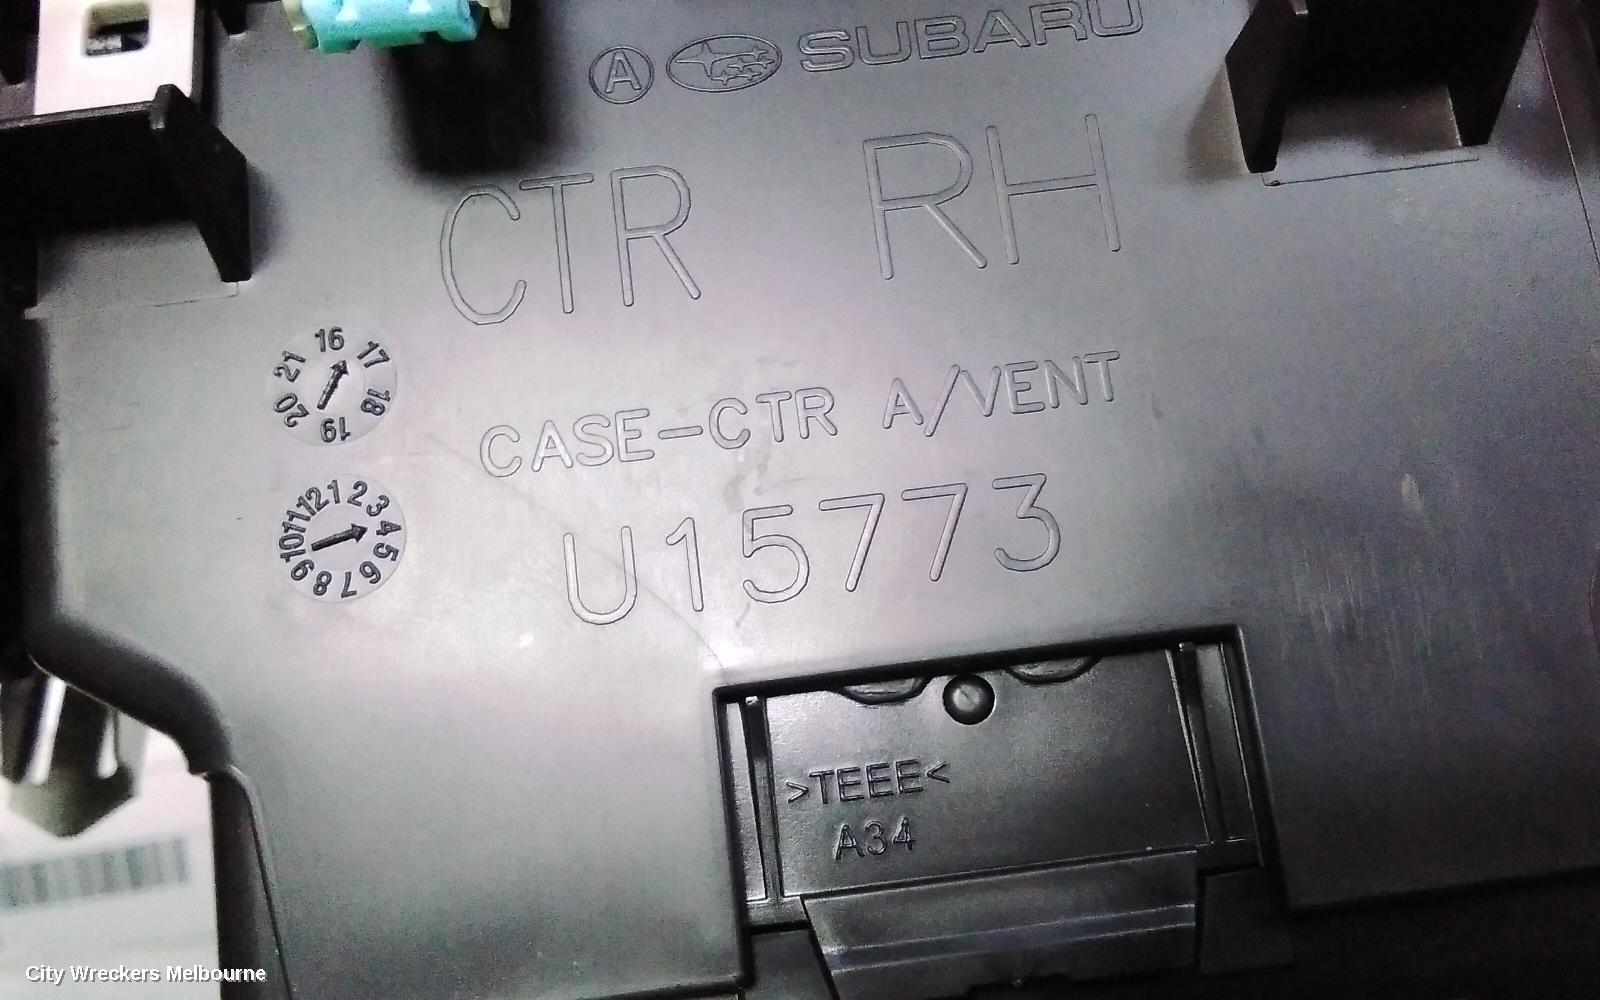 A SUBARU
CTR RH
16 17 18 19 20 21
CASE-CTR A/VENT
1 2 3 4 5 6 7 8 9 10 11 12
U15773
>TEEE<
A34
City Wreckers Melbourne